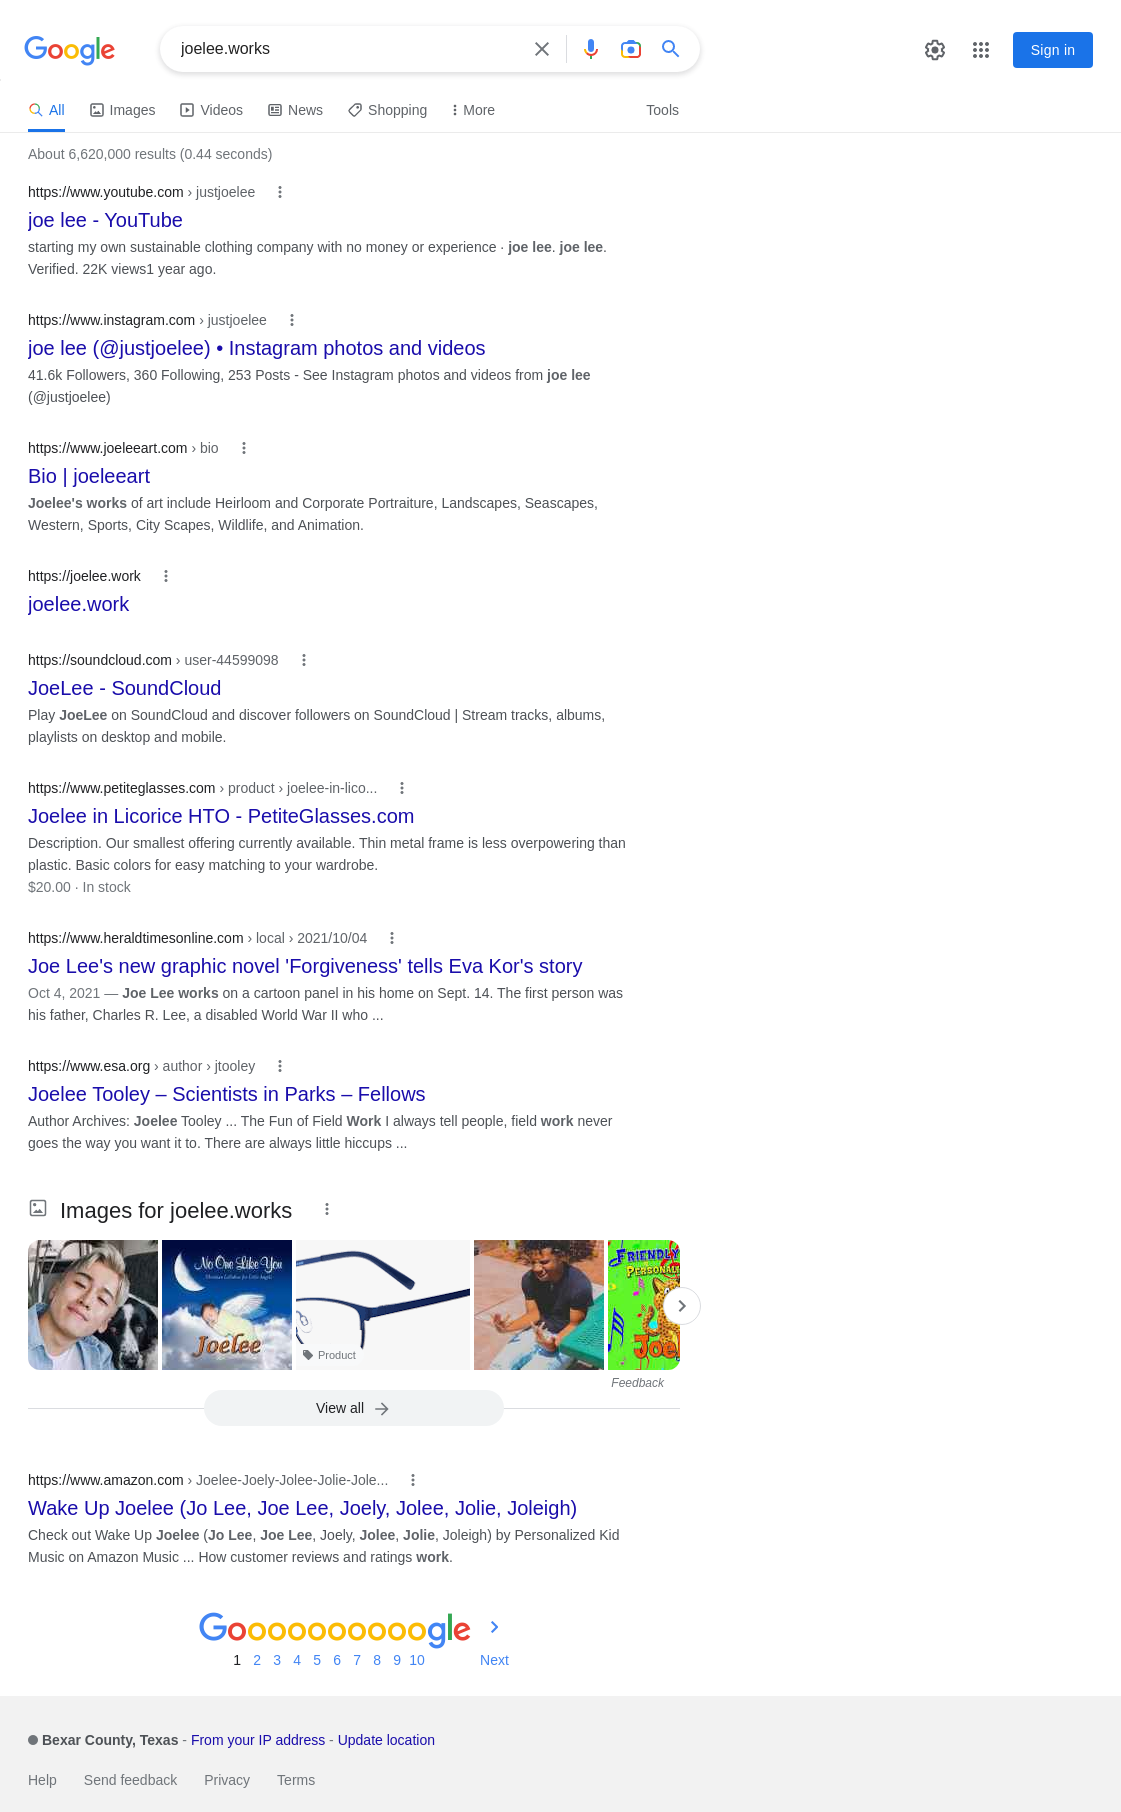 Google
joelee.works
Sign in
All
Images
Videos
News
Shopping
More
Tools
About 6,620,000 results (0.44 seconds)
https://www.youtube.com › justjoelee
joe lee - YouTube
starting my own sustainable clothing company with no money or experience · joe lee. joe lee.
Verified. 22K views1 year ago.
https://www.instagram.com › justjoelee
joe lee (@justjoelee) • Instagram photos and videos
41.6k Followers, 360 Following, 253 Posts - See Instagram photos and videos from joe lee
(@justjoelee)
https://www.joeleeart.com › bio
Bio | joeleeart
Joelee's works of art include Heirloom and Corporate Portraiture, Landscapes, Seascapes,
Western, Sports, City Scapes, Wildlife, and Animation.
https://joelee.work
joelee.work
https://soundcloud.com › user-44599098
JoeLee - SoundCloud
Play JoeLee on SoundCloud and discover followers on SoundCloud | Stream tracks, albums,
playlists on desktop and mobile.
https://www.petiteglasses.com › product › joelee-in-lico...
Joelee in Licorice HTO - PetiteGlasses.com
Description. Our smallest offering currently available. Thin metal frame is less overpowering than
plastic. Basic colors for easy matching to your wardrobe.
$20.00 · In stock
https://www.heraldtimesonline.com › local › 2021/10/04
Joe Lee's new graphic novel 'Forgiveness' tells Eva Kor's story
Oct 4, 2021 — Joe Lee works on a cartoon panel in his home on Sept. 14. The first person was
his father, Charles R. Lee, a disabled World War II who ...
https://www.esa.org › author › jtooley
Joelee Tooley – Scientists in Parks – Fellows
Author Archives: Joelee Tooley ... The Fun of Field Work I always tell people, field work never
goes the way you want it to. There are always little hiccups ...
Images for joelee.works
No One Like You
Joelee
Product
FRIENDLY
PERSONAL
Joe
Feedback
View all
https://www.amazon.com › Joelee-Joely-Jolee-Jolie-Jole...
Wake Up Joelee (Jo Lee, Joe Lee, Joely, Jolee, Jolie, Joleigh)
Check out Wake Up Joelee (Jo Lee, Joe Lee, Joely, Jolee, Jolie, Joleigh) by Personalized Kid
Music on Amazon Music ... How customer reviews and ratings work.
Goooooooooogle
1 2 3 4 5 6 7 8 9 10 Next
Bexar County, Texas - From your IP address - Update location
Help Send feedback Privacy Terms